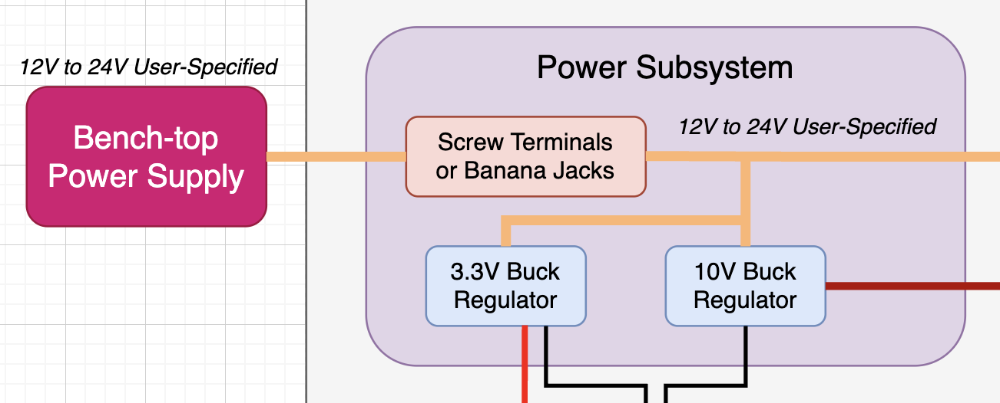 12V to 24V User-Specified
Bench-top
Power Supply
Power Subsystem
Screw Terminals
or Banana Jacks
12V to 24V User-Specified
3.3V Buck
Regulator
10V Buck
Regulator